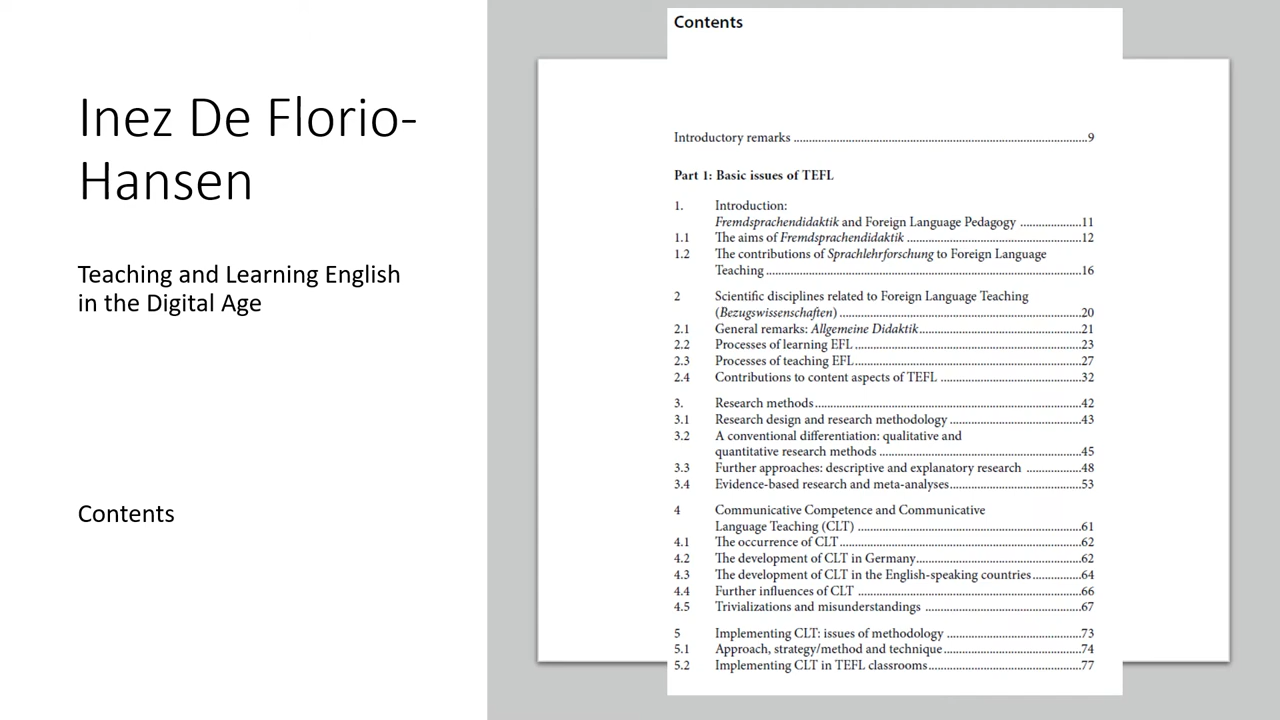 Inez De Florio-
Hansen
Teaching and Learning English
in the Digital Age
Contents
Contents
Introductory remarks ...9
Part 1: Basic issues of TEFL
1. Introduction:
Fremdsprachendidaktik and Foreign Language Pedagogy ...11
1.1 The aims of Fremdsprachendidaktik ...12
1.2 The contributions of Sprachlehrforschung to Foreign Language
Teaching ...16
2 Scientific disciplines related to Foreign Language Teaching
(Bezugswissenschaften) ...20
2.1 General remarks: Allgemeine Didaktik...21
2.2 Processes of learning EFL ...23
2.3 Processes of teaching EFL...27
2.4 Contributions to content aspects of TEFL ...32
3. Research methods...42
3.1 Research design and research methodology ...43
3.2 A conventional differentiation: qualitative and
quantitative research methods ...45
3.3 Further approaches: descriptive and explanatory research ...48
3.4 Evidence-based research and meta-analyses...53
4 Communicative Competence and Communicative
Language Teaching (CLT) ...61
4.1 The occurrence of CLT...62
4.2 The development of CLT in Germany...62
4.3 The development of CLT in the English-speaking countries...64
4.4 Further influences of CLT ...66
4.5 Trivializations and misunderstandings ...67
5 Implementing CLT: issues of methodology ...73
5.1 Approach, strategy/method and technique...74
5.2 Implementing CLT in TEFL classrooms...77